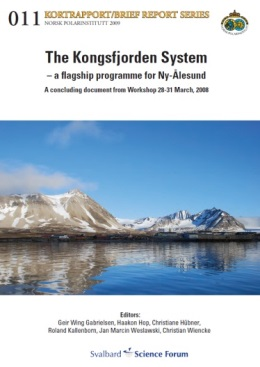 011 KORTRAPPORT/BRIEF REPORT SERIES
NORSK POLARINSTITUTT 2009
The Kongsfjorden System
– a flagship programme for Ny-Ålesund
A concluding document from Workshop 28-31 March, 2008
Editors:
Geir Wing Gabrielsen, Haakon Hop, Christiane Hübner,
Roland Kallenborn, Jan Marcin Weslawski, Christian Wiencke
Svalbard Science Forum